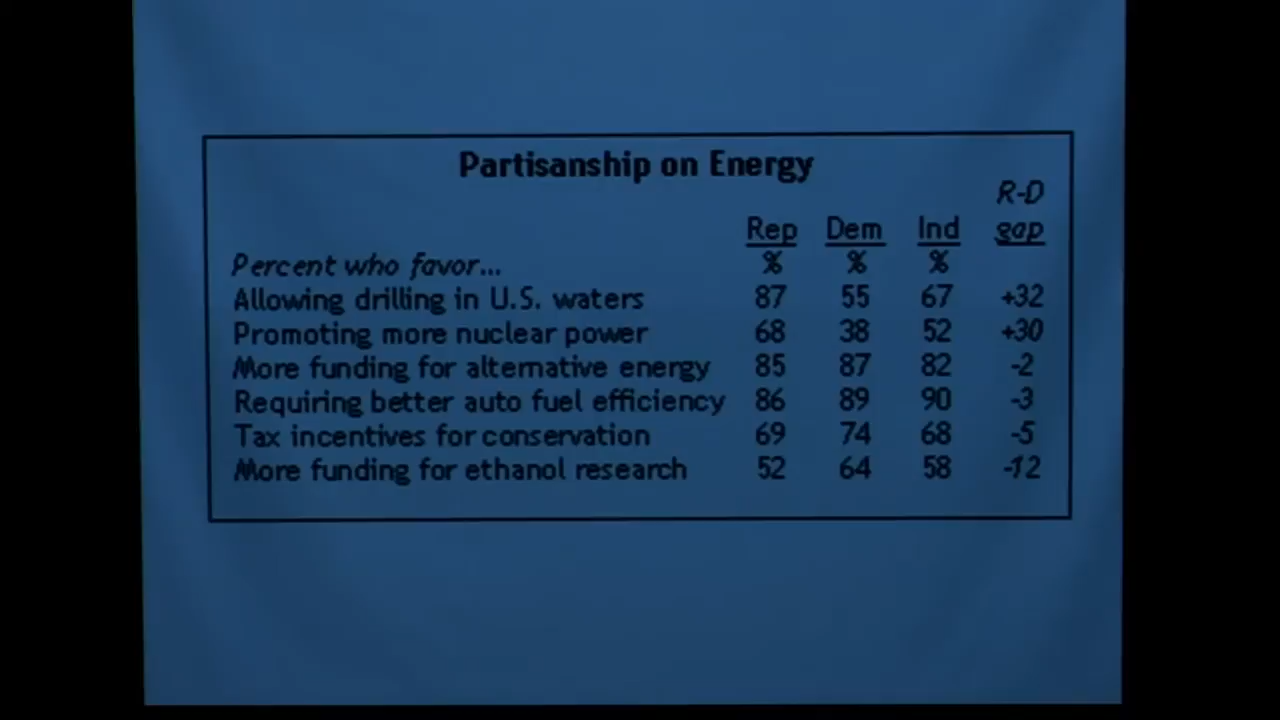 Partisanship on Energy
R-D
Rep Dem Ind gap
Percent who favor... % % %
Allowing drilling in U.S. waters 87 55 67 +32
Promoting more nuclear power 68 38 52 +30
More funding for alternative energy 85 87 82 -2
Requiring better auto fuel efficiency 86 89 90 -3
Tax incentives for conservation 69 74 68 -5
More funding for ethanol research 52 64 58 -12